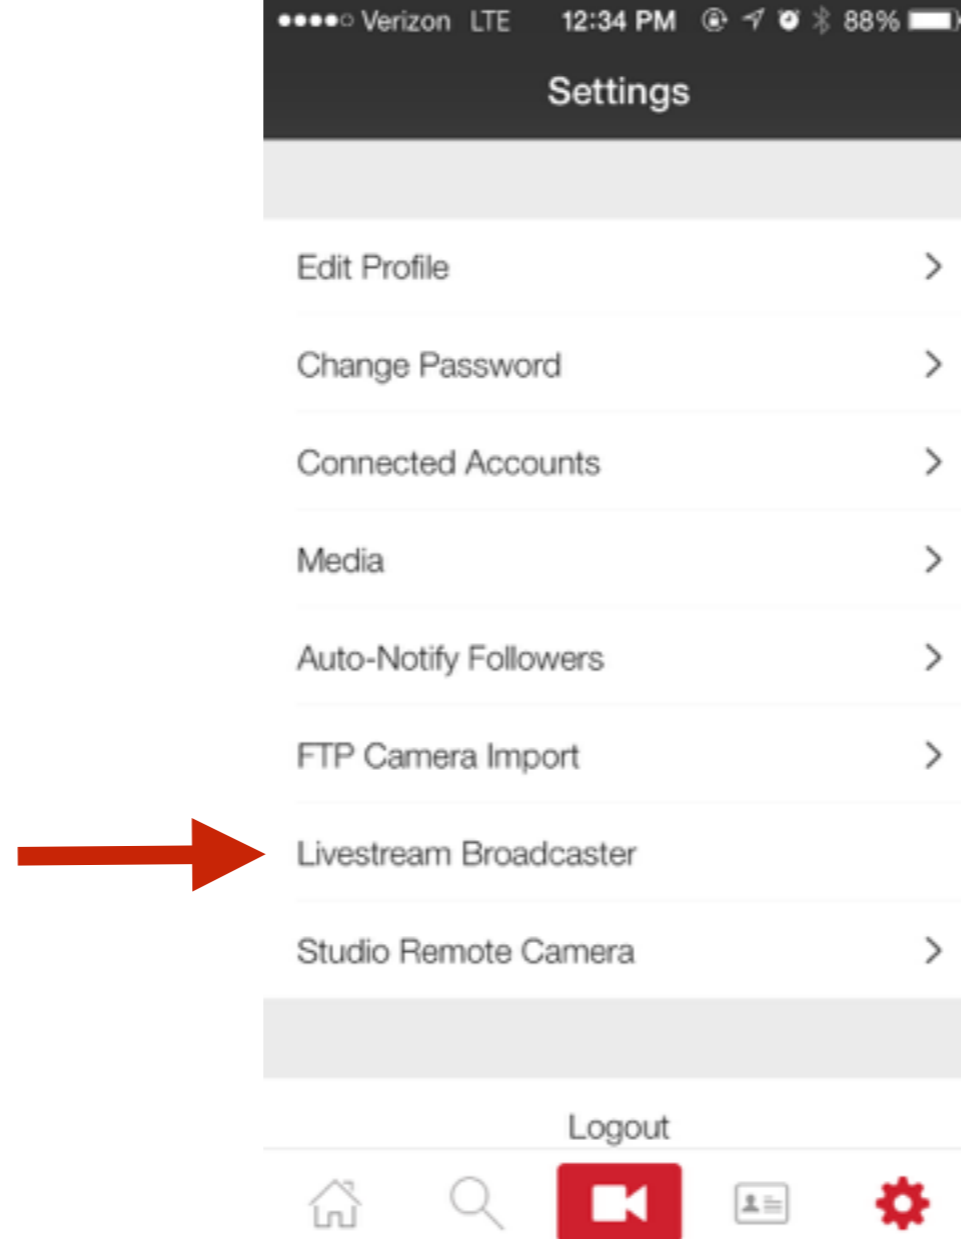 Verizon LTE 12:34 PM 88%
Settings
Edit Profile
Change Password
Connected Accounts
Media
Auto-Notify Followers
FTP Camera Import
Livestream Broadcaster
Studio Remote Camera
Logout